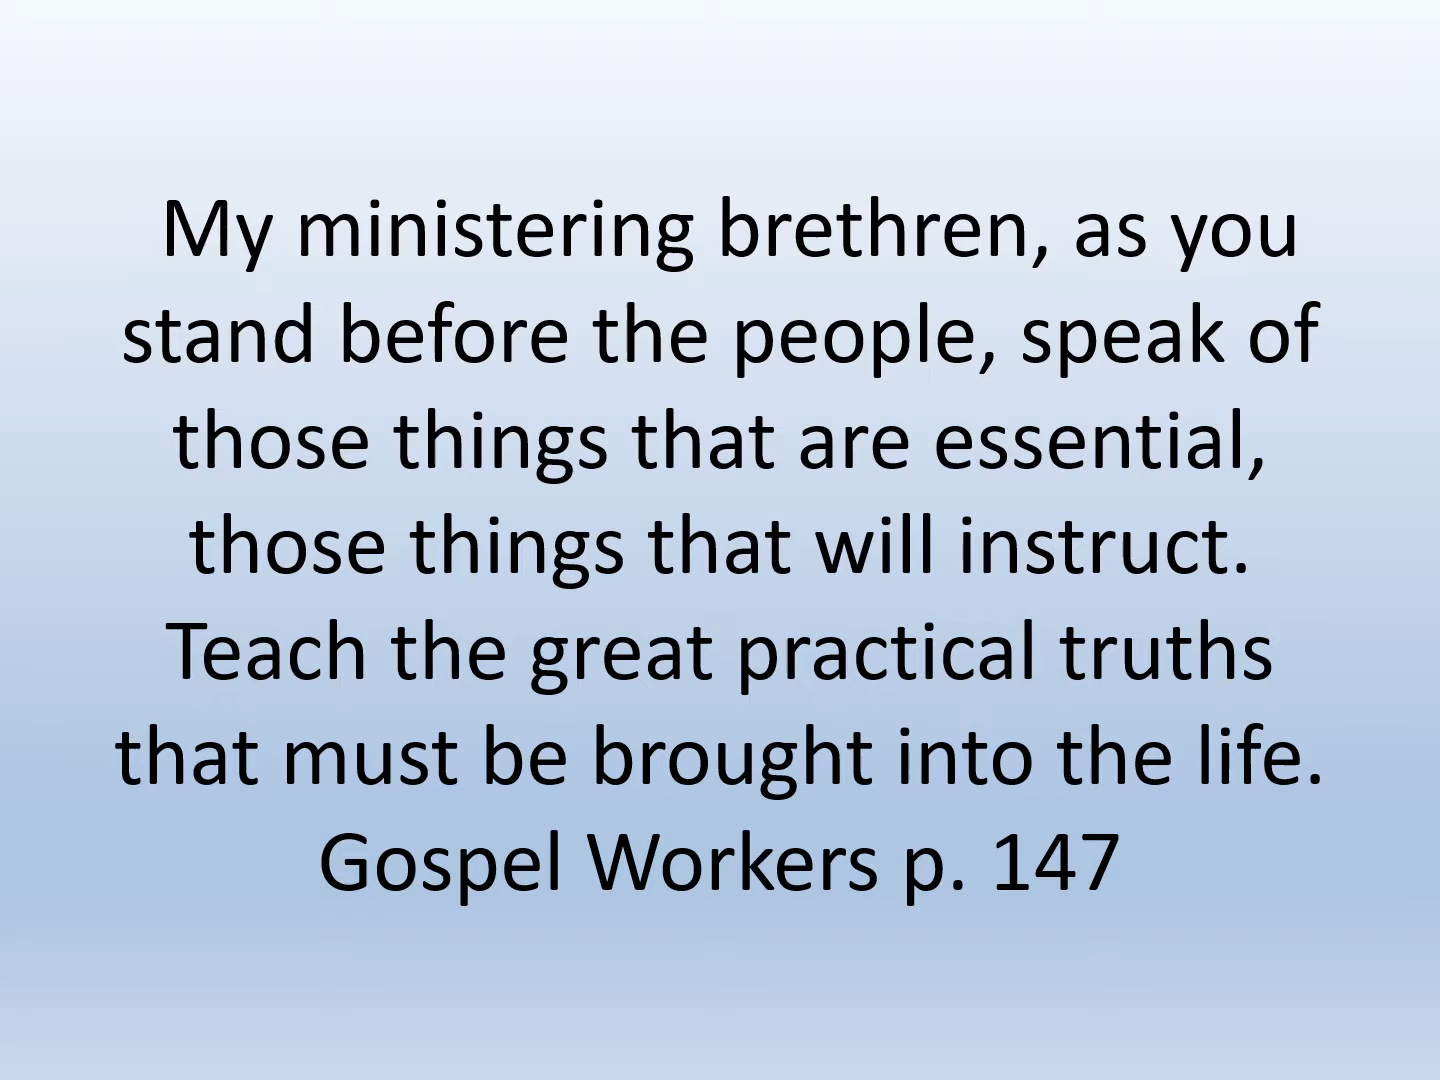 My ministering brethren, as you
stand before the people, speak of
those things that are essential,
those things that will instruct.
Teach the great practical truths
that must be brought into the life.
Gospel Workers p. 147